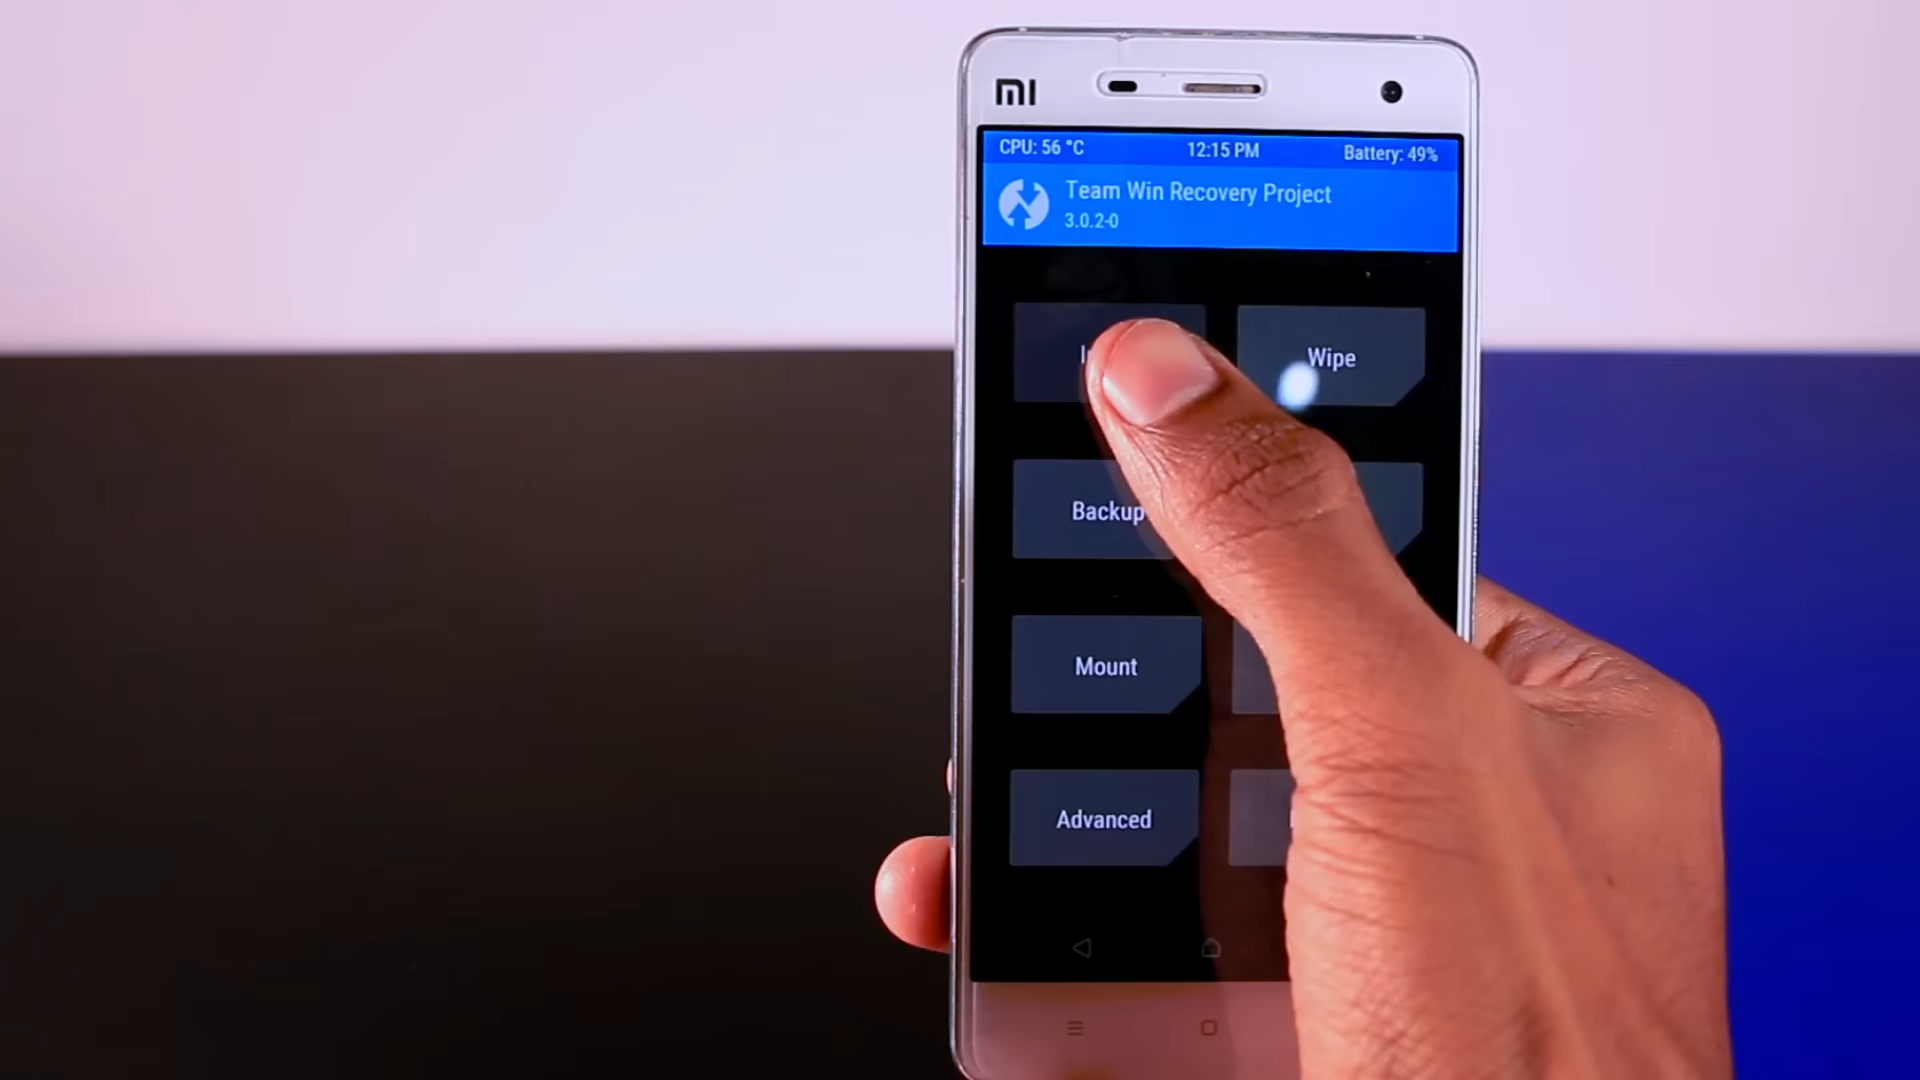 MI
CPU: 56 °C 12:15 PM Battery: 49%
Team Win Recovery Project
3.0.2-0
Wipe
Backup
Mount
Advanced